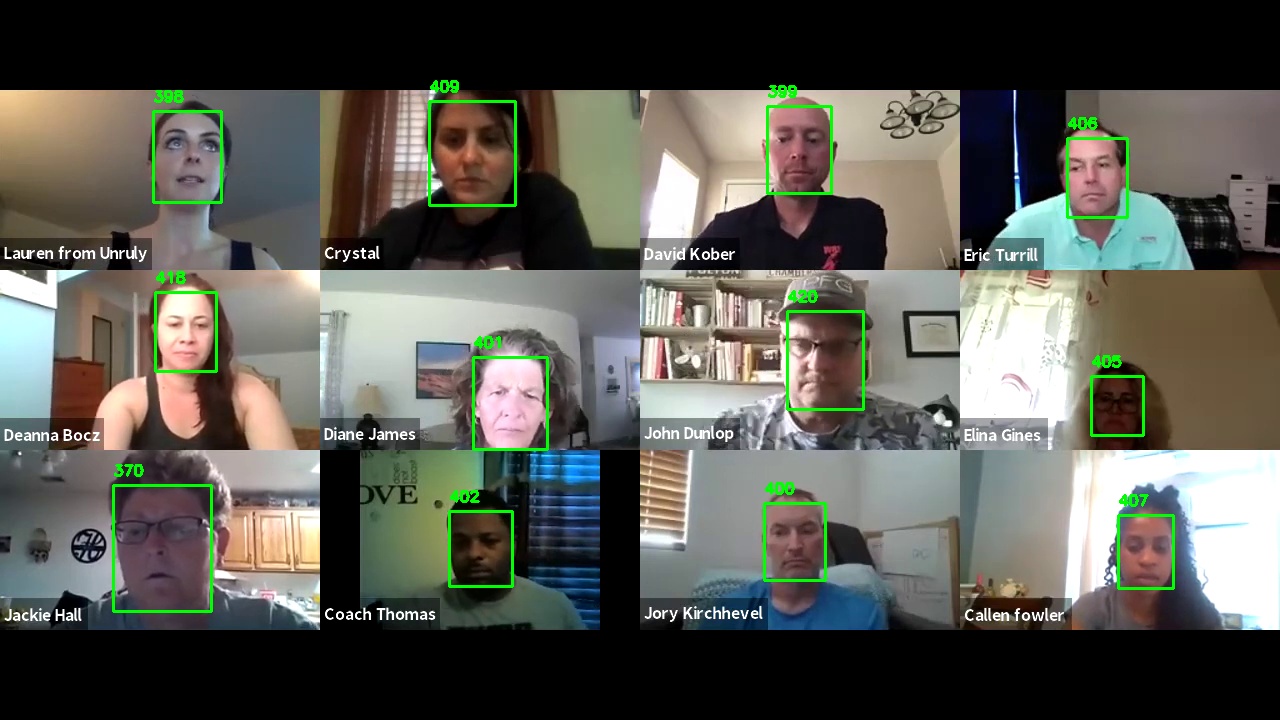 398
409
399
406
Lauren from Unruly
Crystal
David Kober
Eric Turrill
418
401
420
405
Deanna Bocz
Diane James
John Dunlop
Elina Gines
370
402
400
407
OVE
Jackie Hall
Coach Thomas
Jory Kirchhevel
Callen fowler